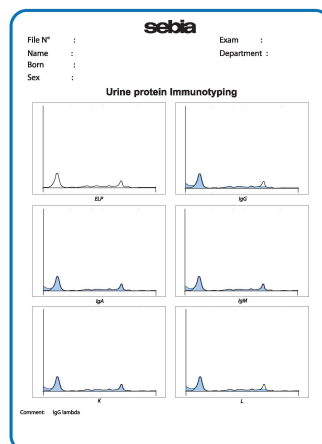 sebia
File N° : Exam :
Name : Department :
Born :
Sex :
Urine protein Immunotyping
ELP IgG
IgA IgM
K L
Comment: IgG lambda